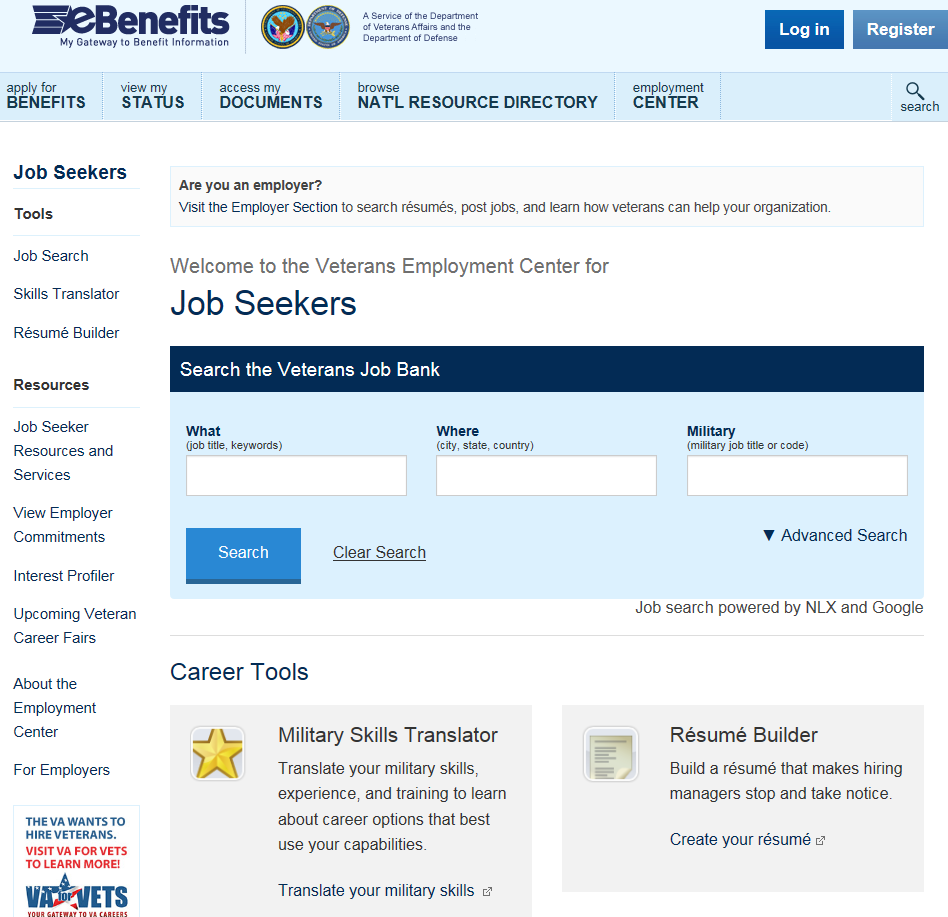 eBenefits
My Gateway to Benefit Information
A Service of the Department
of Veterans Affairs and the
Department of Defense
Log in
Register
apply for
BENEFITS
view my
STATUS
access my
DOCUMENTS
browse
NAT'L RESOURCE DIRECTORY
employment
CENTER
search
Job Seekers
Tools
Job Search
Skills Translator
Résumé Builder
Resources
Job Seeker
Resources and
Services
View Employer
Commitments
Interest Profiler
Upcoming Veteran
Career Fairs
About the
Employment
Center
For Employers
THE VA WANTS TO
HIRE VETERANS.
VISIT VA FOR VETS
TO LEARN MORE!
VA for VETS
YOUR GATEWAY TO VA CAREERS
Are you an employer?
Visit the Employer Section to search résumés, post jobs, and learn how veterans can help your organization.
Welcome to the Veterans Employment Center for
Job Seekers
Search the Veterans Job Bank
What
(job title, keywords)
Where
(city, state, country)
Military
(military job title or code)
Search
Clear Search
▼ Advanced Search
Job search powered by NLX and Google
Career Tools
Military Skills Translator
Translate your military skills,
experience, and training to learn
about career options that best
use your capabilities.
Translate your military skills
Résumé Builder
Build a résumé that makes hiring
managers stop and take notice.
Create your résumé